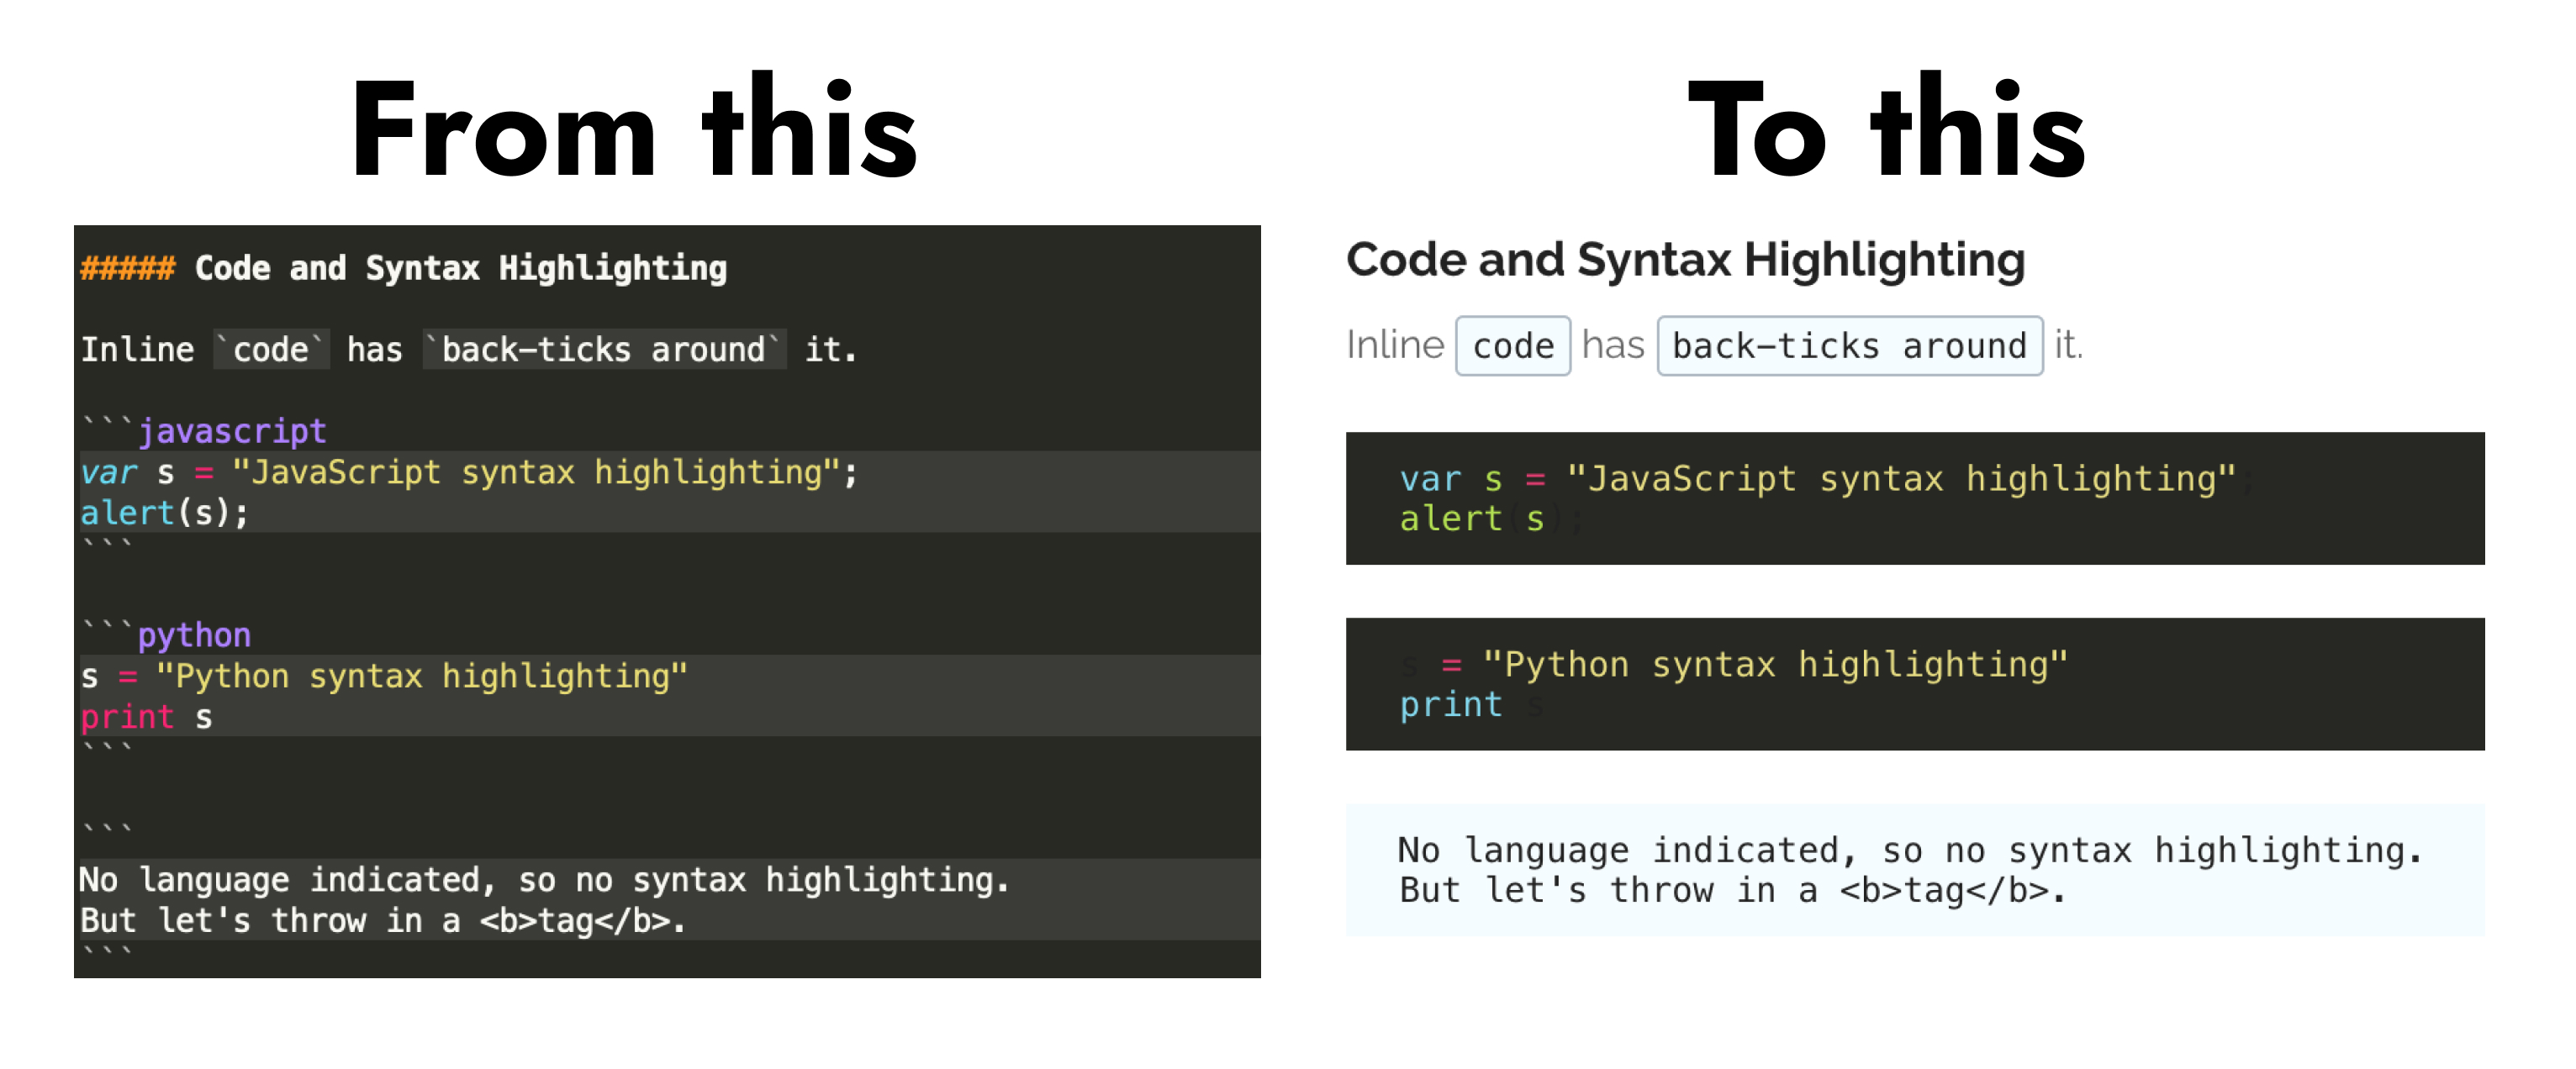 From this
##### Code and Syntax Highlighting
Inline `code` has `back-ticks around` it.
```javascript
var s = "JavaScript syntax highlighting";
alert(s);
```
```python
s = "Python syntax highlighting"
print s
```
```
No language indicated, so no syntax highlighting.
But let's throw in a <b>tag</b>.
```
To this
Code and Syntax Highlighting
Inline code has back-ticks around it.
var s = "JavaScript syntax highlighting";
alert(s);
s = "Python syntax highlighting"
print s
No language indicated, so no syntax highlighting.
But let's throw in a <b>tag</b>.